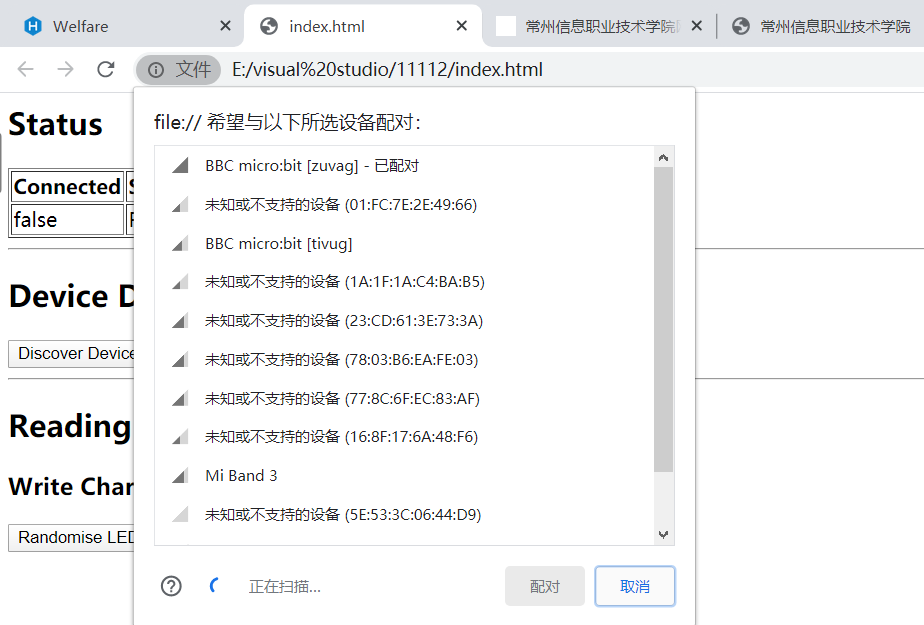 Welfare
index.html
常州信息职业技术学院
常州信息职业技术学院
文件
E:/visual%20studio/11112/index.html
Status
Connected
false
Device D
Discover Device
Reading
Write Char
Randomise LED
file:// 希望与以下所选设备配对:
BBC micro:bit [zuvag] - 已配对
未知或不支持的设备 (01:FC:7E:2E:49:66)
BBC micro:bit [tivug]
未知或不支持的设备 (1A:1F:1A:C4:BA:B5)
未知或不支持的设备 (23:CD:61:3E:73:3A)
未知或不支持的设备 (78:03:B6:EA:FE:03)
未知或不支持的设备 (77:8C:6F:EC:83:AF)
未知或不支持的设备 (16:8F:17:6A:48:F6)
Mi Band 3
未知或不支持的设备 (5E:53:3C:06:44:D9)
正在扫描...
配对
取消